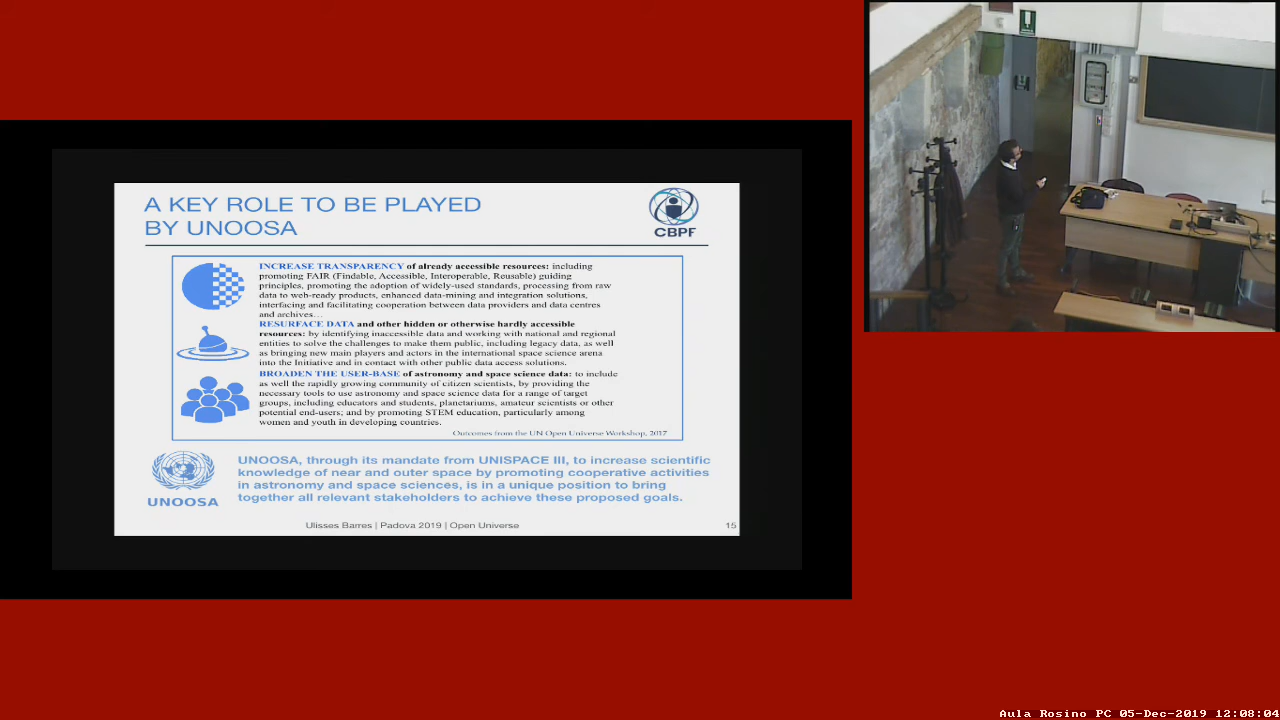 A KEY ROLE TO BE PLAYED
BY UNOOSA
CBPF
INCREASE TRANSPARENCY of already accessible resources: including
promoting FAIR (Findable, Accessible, Interoperable, Reusable) guiding
principles, promoting the adoption of widely-used standards, processing from raw
data to web-ready products, enhanced data-mining and integration solutions,
interfacing and facilitating cooperation between data providers and data centres
and archives…
RESURFACE DATA and other hidden or otherwise hardly accessible
resources: by identifying inaccessible data and working with national and regional
entities to solve the challenges to make them public, including legacy data, as well
as bringing new main players and actors in the international space science arena
into the Initiative and in contact with other public data access solutions.
BROADEN THE USER-BASE of astronomy and space science data: to include
as well the rapidly growing community of citizen scientists, by providing the
necessary tools to use astronomy and space science data for a range of target
groups, including educators and students, planetariums, amateur scientists or other
potential end-users; and by promoting STEM education, particularly among
women and youth in developing countries.
Outcomes from the UN Open Universe Workshop, 2017
UNOOSA
UNOOSA, through its mandate from UNISPACE III, to increase scientific
knowledge of near and outer space by promoting cooperative activities
in astronomy and space sciences, is in a unique position to bring
together all relevant stakeholders to achieve these proposed goals.
Ulisses Barres | Padova 2019 | Open Universe
15
Aula Rosino PC 05-Dec-2019 12:08:04